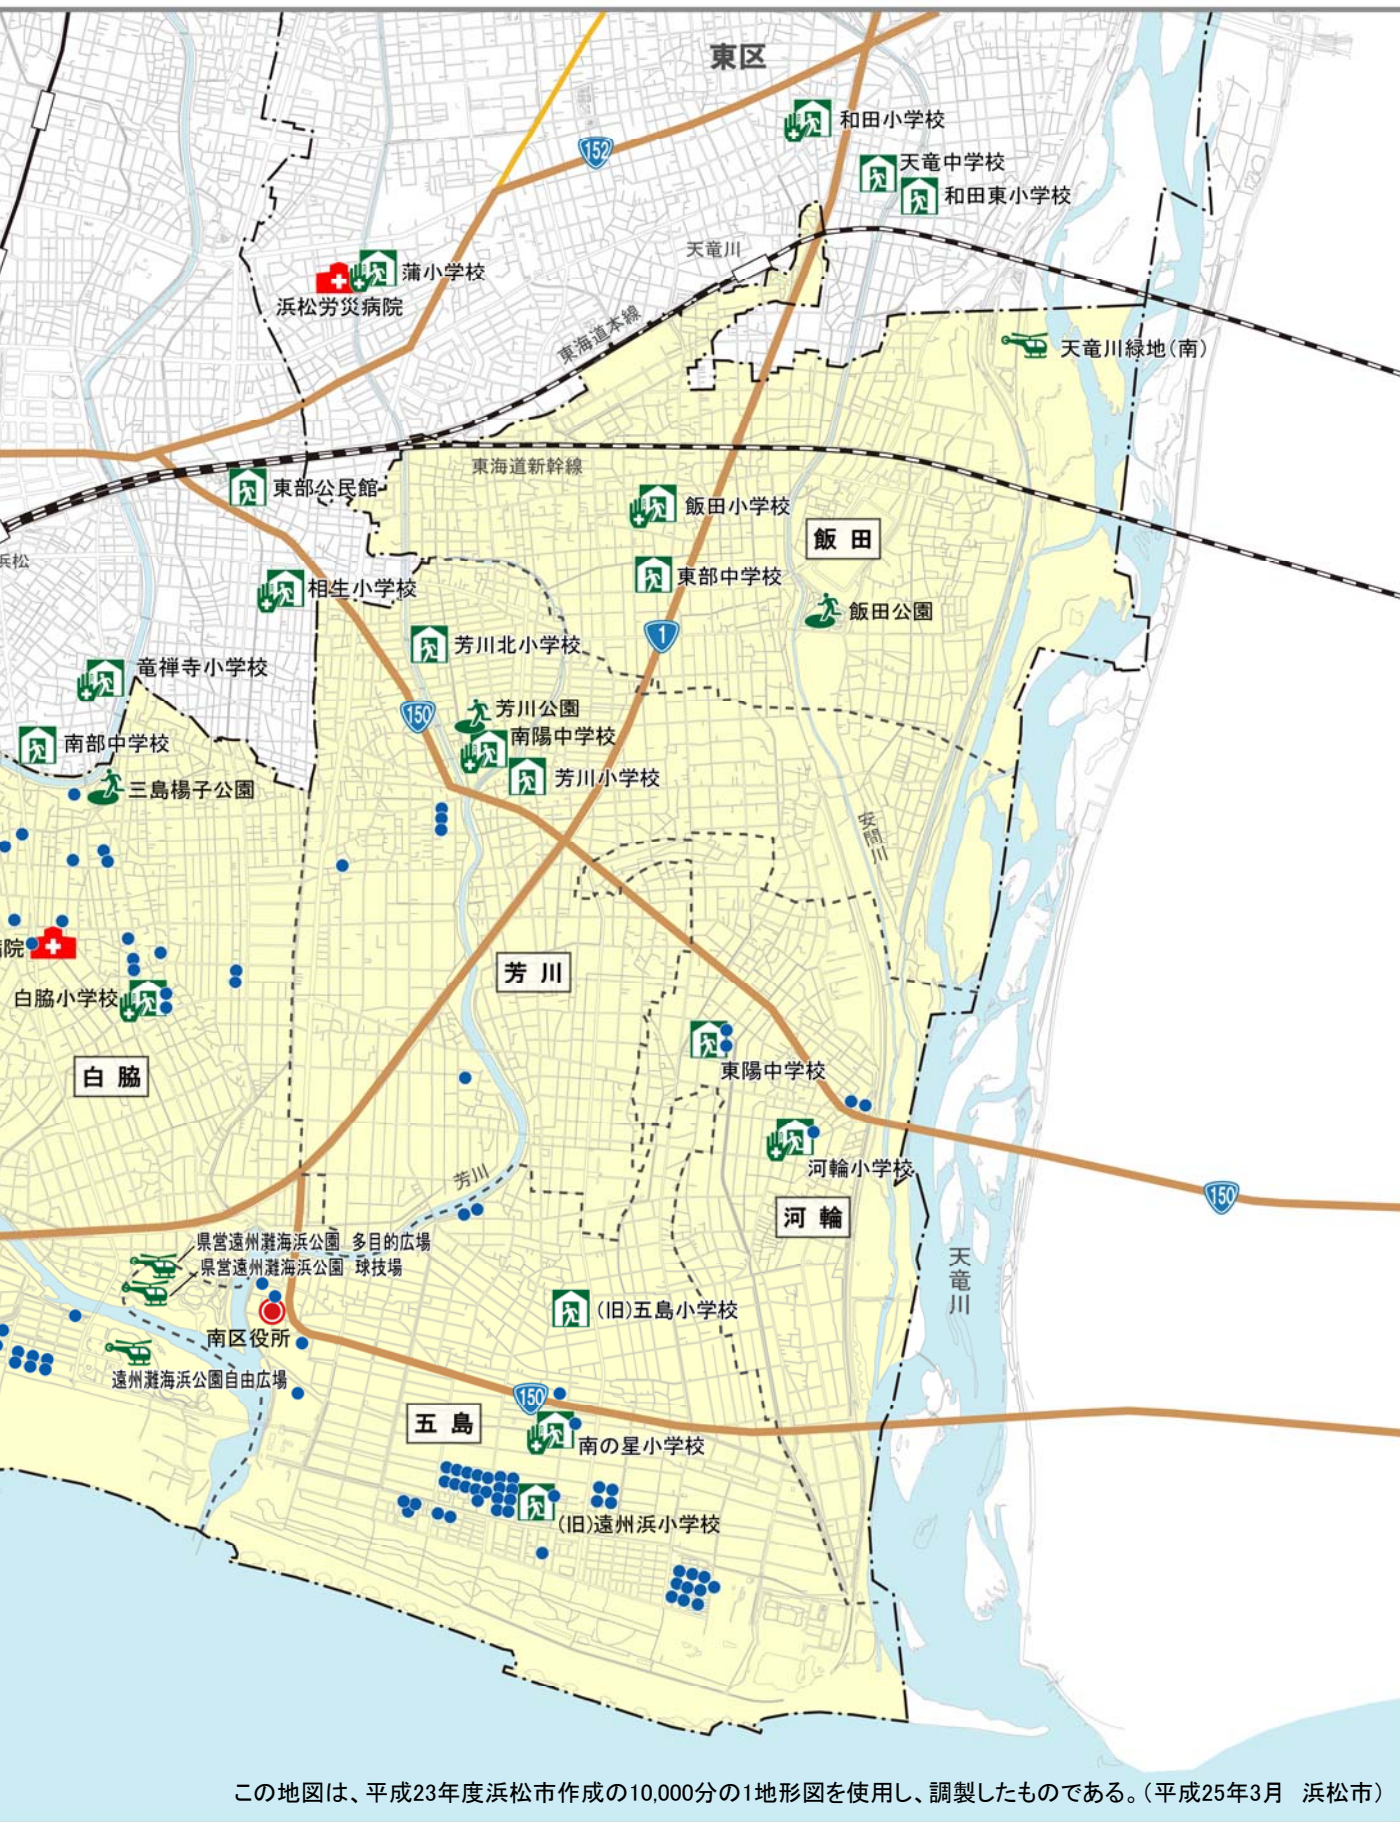 東区
和田小学校
152
天竜中学校
和田東小学校
天竜川
蒲小学校
浜松労災病院
東海道本線
天竜川緑地(南)
東海道新幹線
東部公民館
飯田小学校
飯田
浜松
東部中学校
相生小学校
飯田公園
1
芳川北小学校
竜禅寺小学校
150
芳川公園
南陽中学校
南部中学校
芳川小学校
三島楊子公園
安間川
院
芳川
白脇小学校
白脇
東陽中学校
河輪小学校
芳川
150
河輪
県営遠州灘海浜公園 多目的広場
県営遠州灘海浜公園 球技場
天竜川
(旧)五島小学校
南区役所
遠州灘海浜公園自由広場
150
五島
南の星小学校
(旧)遠州浜小学校
この地図は、平成23年度浜松市作成の10,000分の1地形図を使用し、調製したものである。(平成25年3月 浜松市)